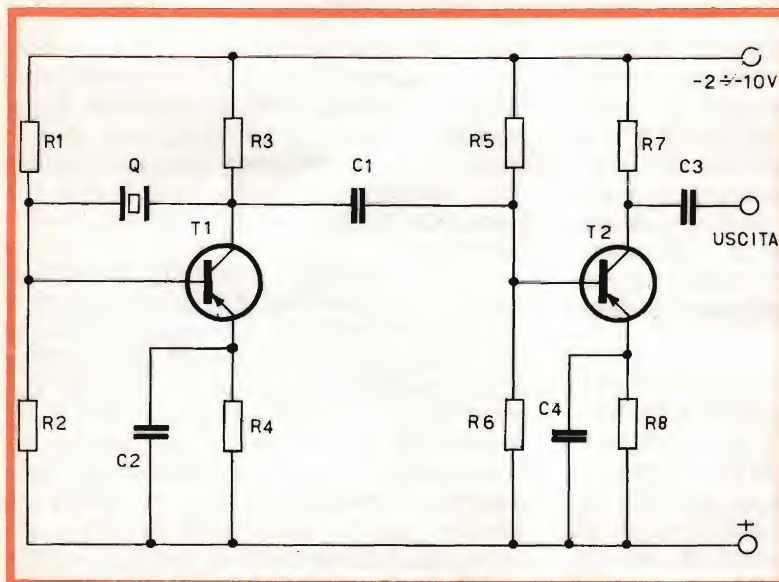 -2÷-10V
R1
R3
R5
R7
Q
C1
C3
T1
T2
USCITA
R2
C2
R4
R6
C4
R8
+